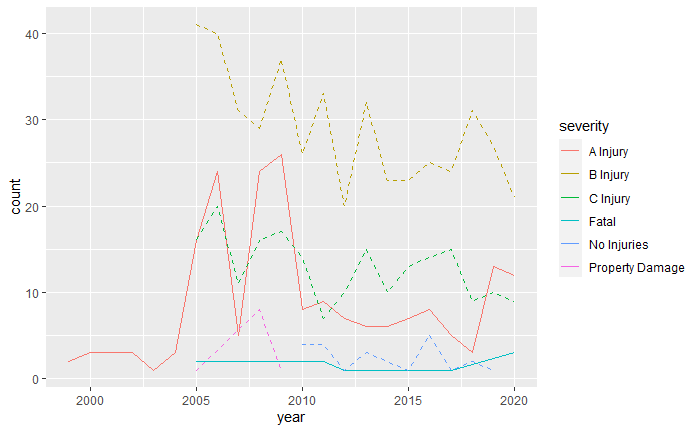 40
30
20
10
0
count
2000 2005 2010 2015 2020
year
severity
A Injury
B Injury
C Injury
Fatal
No Injuries
Property Damage